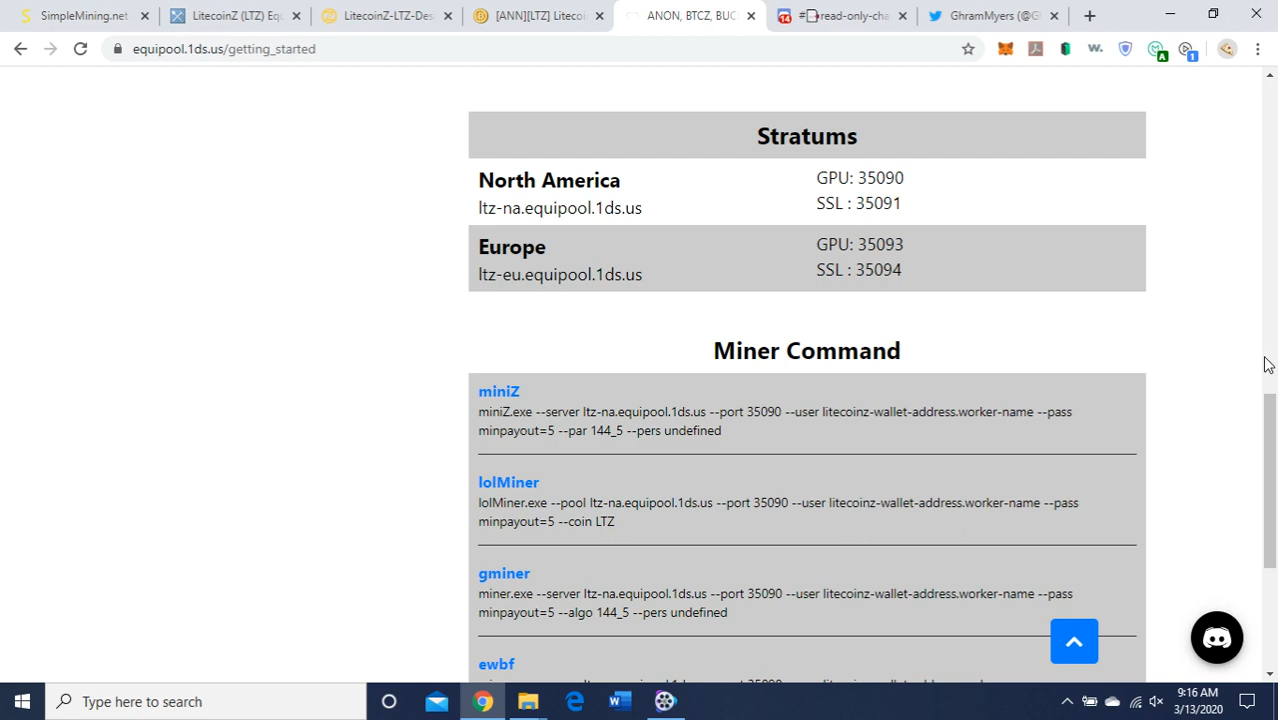 SimpleMining.net
LitecoinZ (LTZ) Equ
LitecoinZ-LTZ-Des
[ANN][LTZ] Liteco
ANON, BTCZ, BUC
14
read-only-cha
GhramMyers (@Gh
equipool.1ds.us/getting_started
w.
A
1
Stratums
North America
GPU: 35090
ltz-na.equipool.1ds.us
SSL : 35091
Europe
GPU: 35093
ltz-eu.equipool.1ds.us
SSL : 35094
Miner Command
miniZ
miniZ.exe --server ltz-na.equipool.1ds.us --port 35090 --user litecoinz-wallet-address.worker-name --pass
minpayout=5 --par 144_5 --pers undefined
lolMiner
lolMiner.exe --pool ltz-na.equipool.1ds.us --port 35090 --user litecoinz-wallet-address.worker-name --pass
minpayout=5 --coin LTZ
gminer
miner.exe --server ltz-na.equipool.1ds.us --port 35090 --user litecoinz-wallet-address.worker-name --pass
minpayout=5 --algo 144_5 --pers undefined
ewbf
Type here to search
9:16 AM
3/13/2020